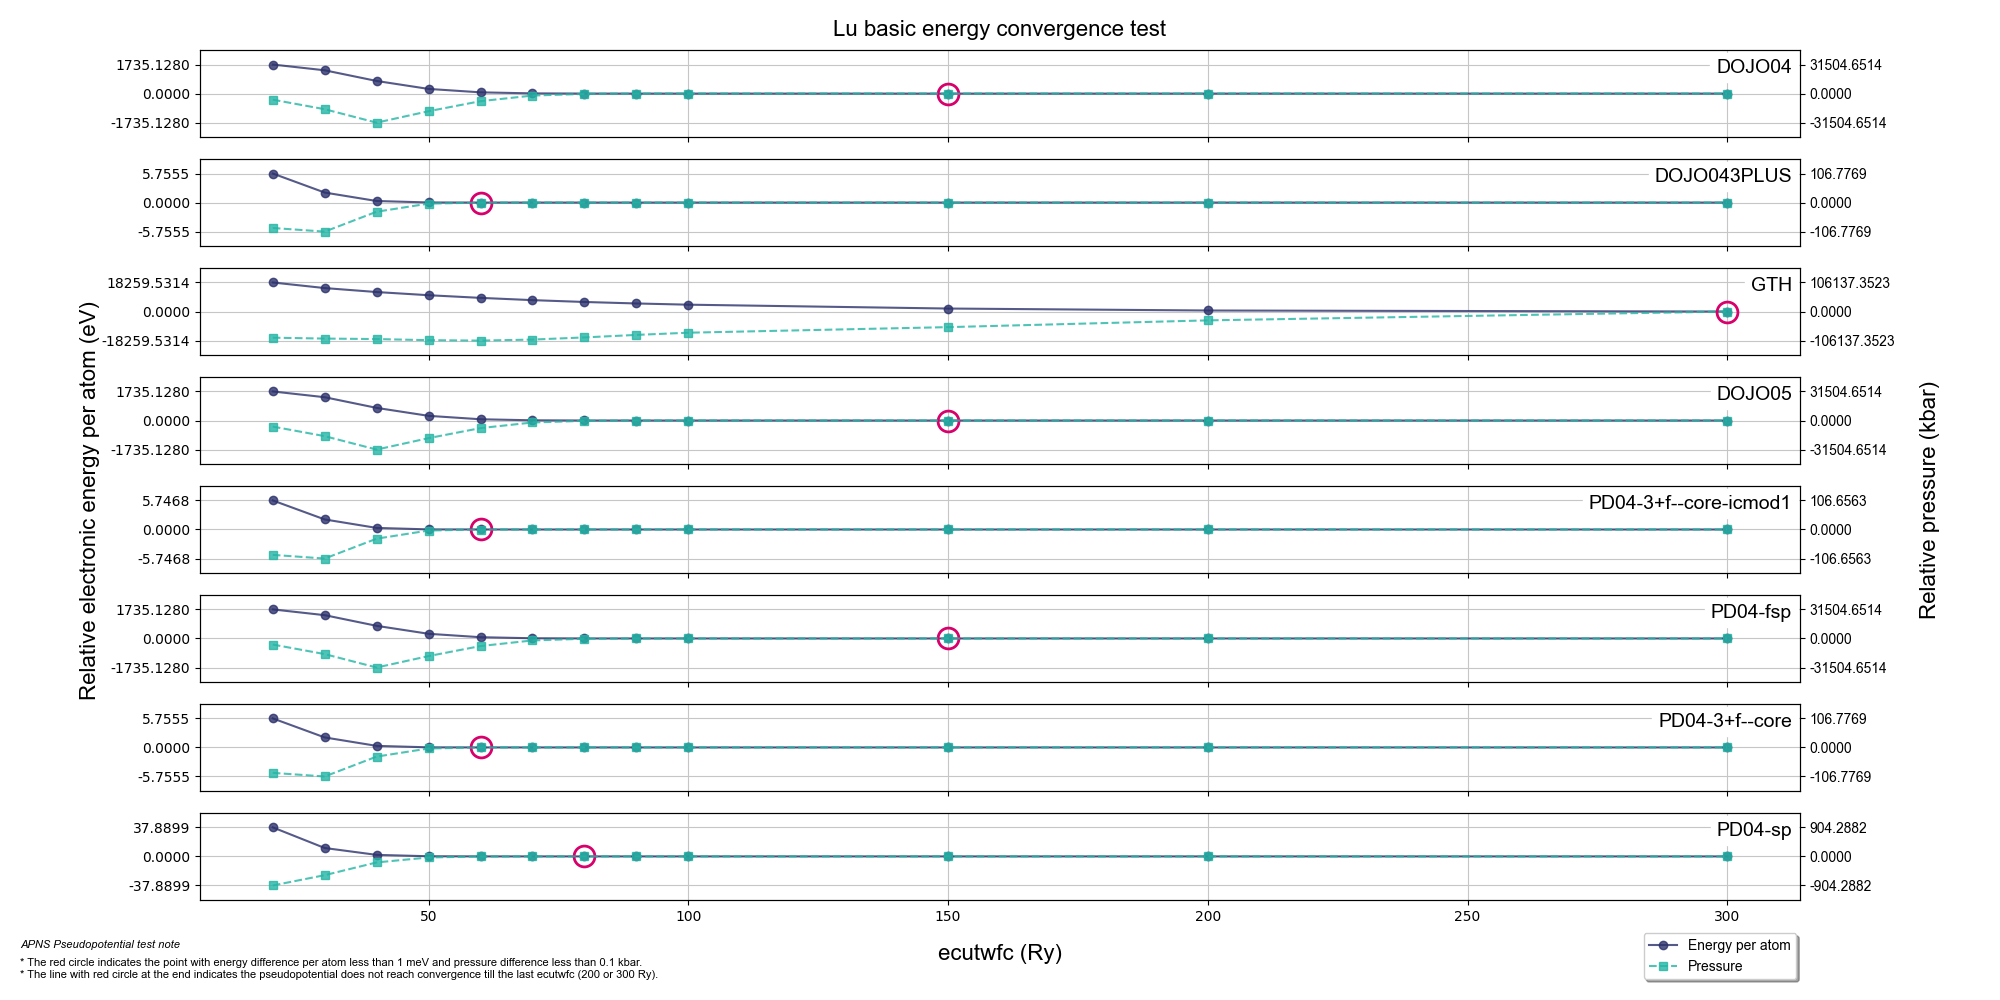 Lu basic energy convergence test
1735.1280
0.0000
-1735.1280
DOJO04
31504.6514
0.0000
-31504.6514
5.7555
0.0000
-5.7555
DOJO043PLUS
106.7769
0.0000
-106.7769
18259.5314
0.0000
-18259.5314
GTH
106137.3523
0.0000
-106137.3523
1735.1280
0.0000
-1735.1280
DOJO05
31504.6514
0.0000
-31504.6514
5.7468
0.0000
-5.7468
PD04-3+f--core-icmod1
106.6563
0.0000
-106.6563
1735.1280
0.0000
-1735.1280
PD04-fsp
31504.6514
0.0000
-31504.6514
5.7555
0.0000
-5.7555
PD04-3+f--core
106.7769
0.0000
-106.7769
37.8899
0.0000
-37.8899
PD04-sp
904.2882
0.0000
-904.2882
Relative electronic energy per atom (eV)
Relative pressure (kbar)
50 100 150 200 250 300
ecutwfc (Ry)
Energy per atom
Pressure
APNS Pseudopotential test note
* The red circle indicates the point with energy difference per atom less than 1 meV and pressure difference less than 0.1 kbar.
* The line with red circle at the end indicates the pseudopotential does not reach convergence till the last ecutwfc (200 or 300 Ry).